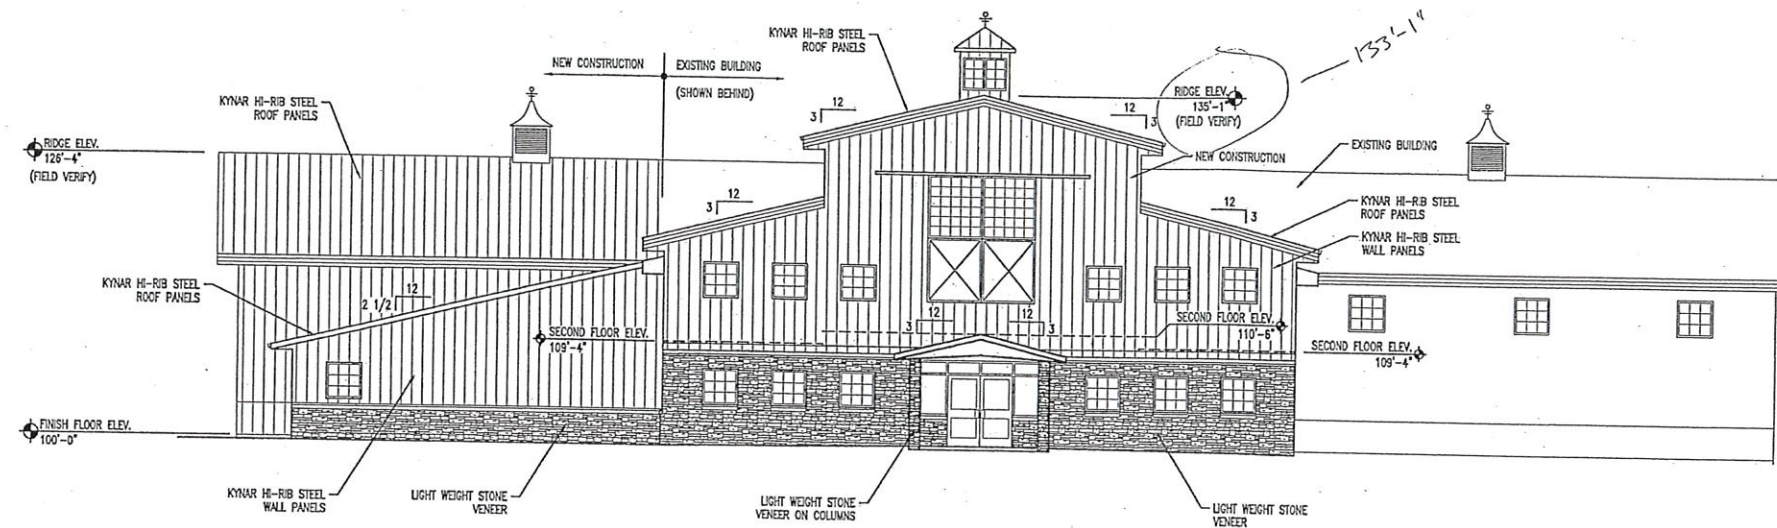 KYNAR HI-RIB STEEL
ROOF PANELS
133'-1"
NEW CONSTRUCTION
EXISTING BUILDING
(SHOWN BEHIND)
KYNAR HI-RIB STEEL
ROOF PANELS
12
3
RIDGE ELEV.
135'-1"
(FIELD VERIFY)
12
3
RIDGE ELEV.
126'-4"
(FIELD VERIFY)
NEW CONSTRUCTION
EXISTING BUILDING
12
3
12
3
KYNAR HI-RIB STEEL
ROOF PANELS
KYNAR HI-RIB STEEL
WALL PANELS
KYNAR HI-RIB STEEL
ROOF PANELS
12
2 1/2
SECOND FLOOR ELEV.
109'-4"
12
3
12
3
SECOND FLOOR ELEV.
110'-6"
SECOND FLOOR ELEV.
109'-4"
FINISH FLOOR ELEV.
100'-0"
KYNAR HI-RIB STEEL
WALL PANELS
LIGHT WEIGHT STONE
VENEER
LIGHT WEIGHT STONE
VENEER ON COLUMNS
LIGHT WEIGHT STONE
VENEER